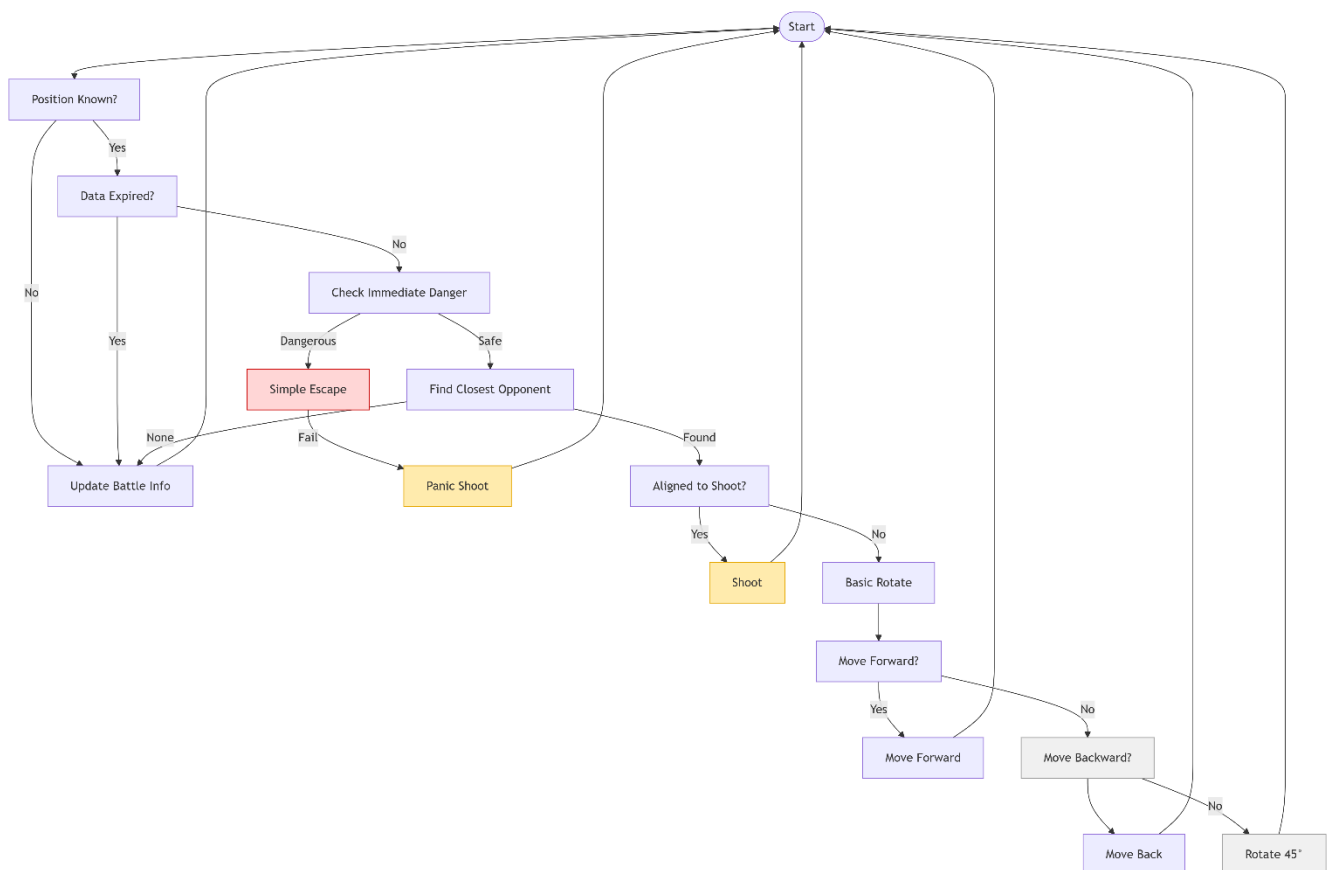 Start
Position Known?
Yes
Data Expired?
No
No
Check Immediate Danger
Yes
Dangerous
Safe
Simple Escape
Find Closest Opponent
None
Fail
Found
Update Battle Info
Panic Shoot
Aligned to Shoot?
Yes
No
Shoot
Basic Rotate
Move Forward?
Yes
No
Move Forward
Move Backward?
No
Move Back
Rotate 45°